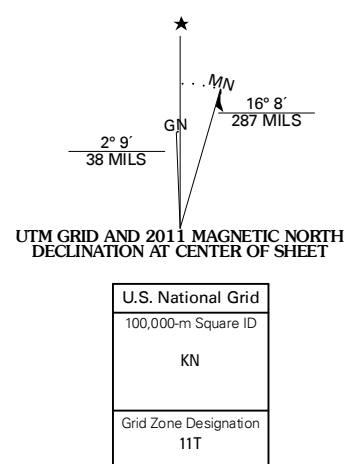 ★
MN
GN
16° 8´
287 MILS
2° 9´
38 MILS
UTM GRID AND 2011 MAGNETIC NORTH
DECLINATION AT CENTER OF SHEET
U.S. National Grid
100,000-m Square ID
KN
Grid Zone Designation
11T